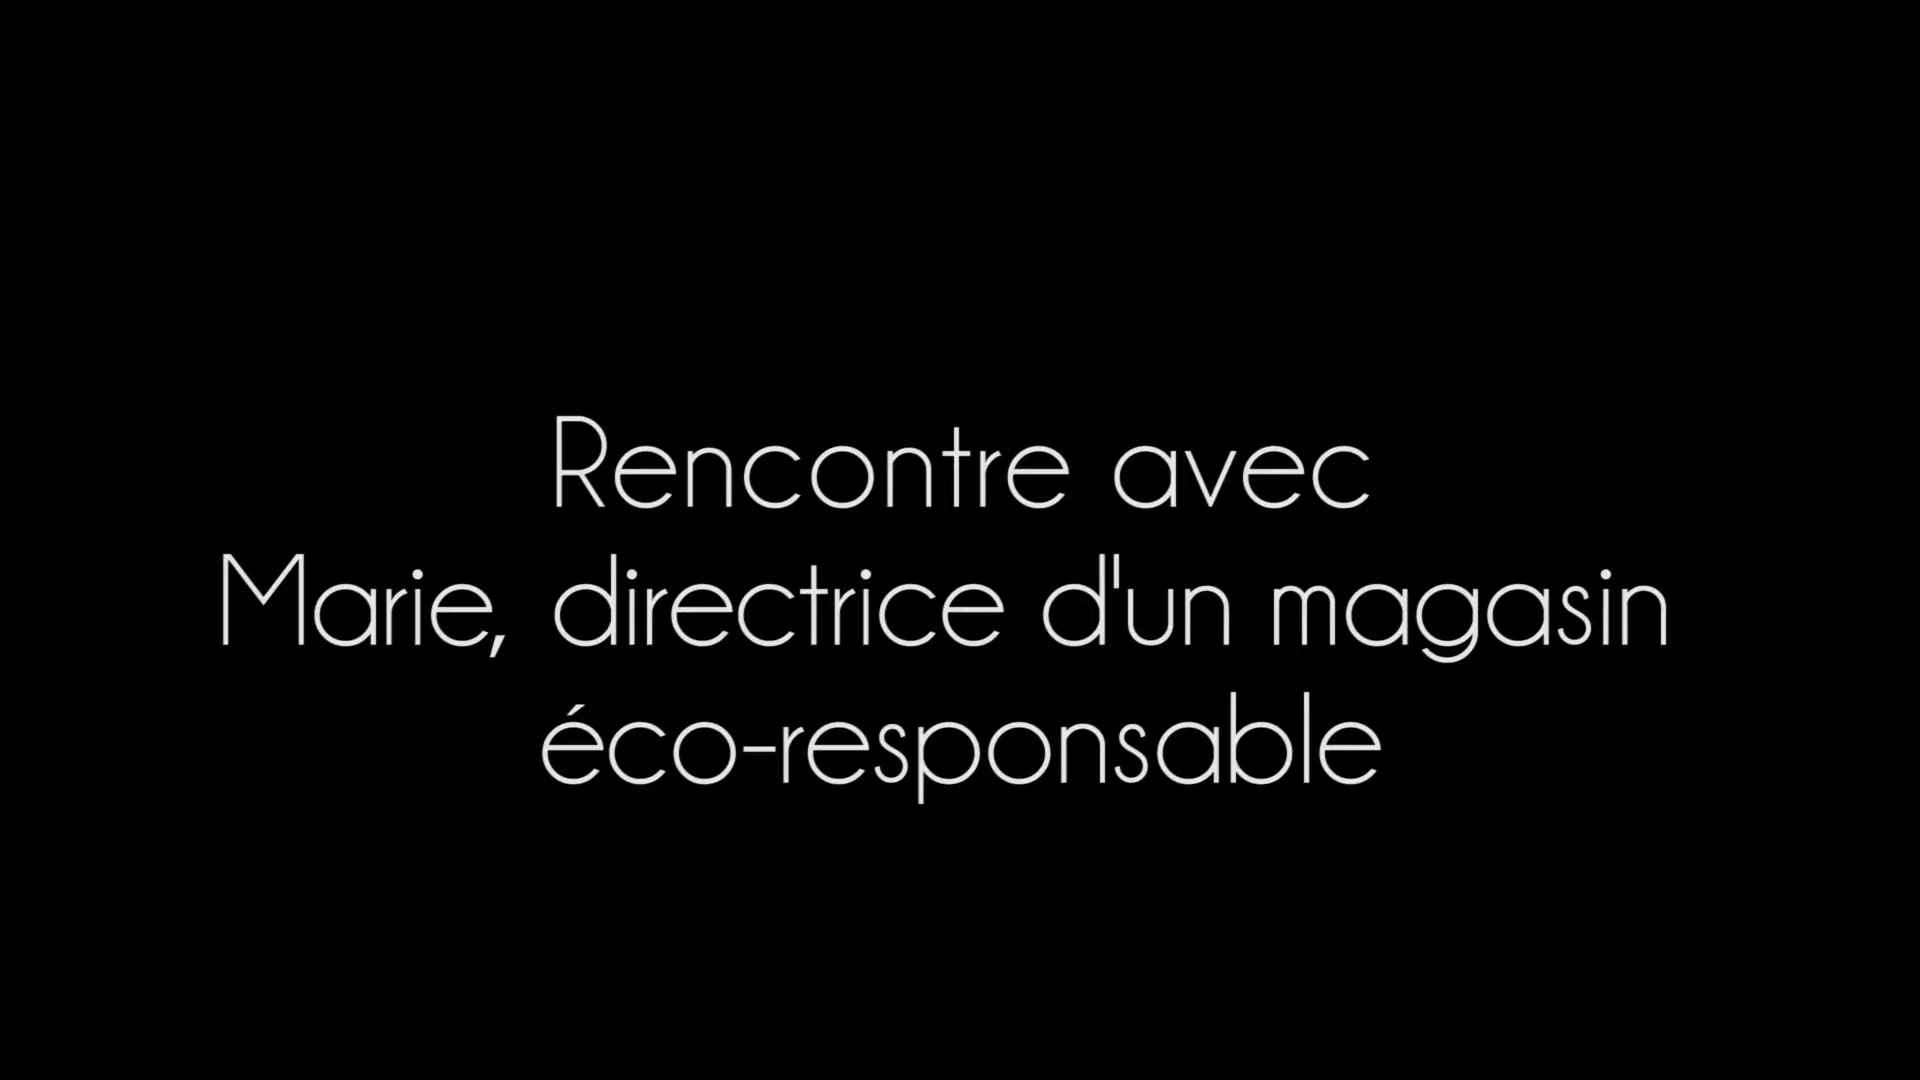 Rencontre avec
Marie, directrice d'un magasin
éco-responsable